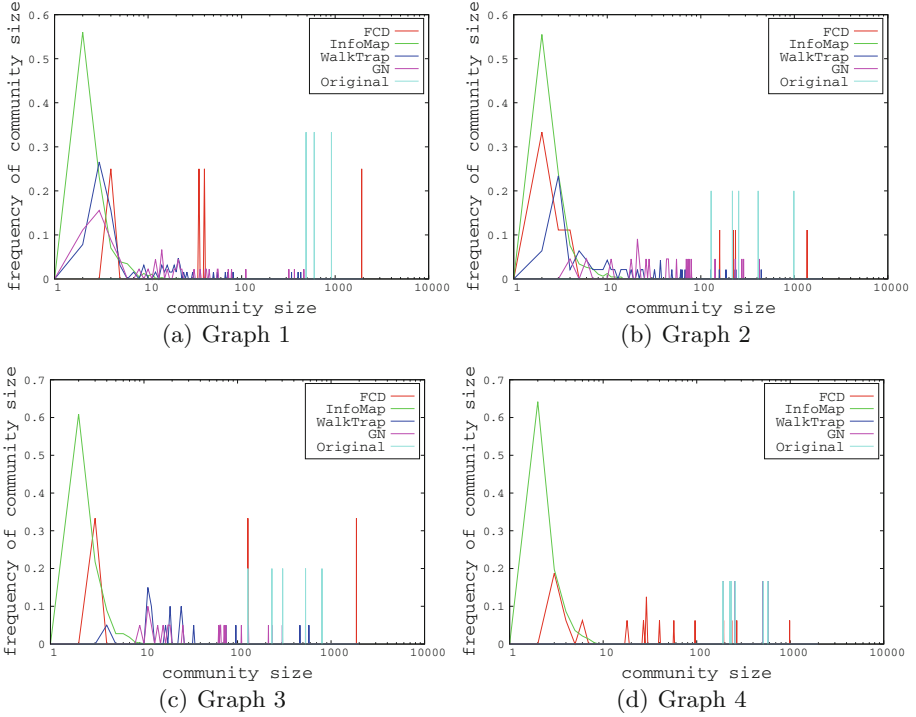 frequency of community size
0.6
0.5
0.4
0.3
0.2
0.1
0
1
10
100
1000
10000
community size
FCD
InfoMap
WalkTrap
GN
Original
(a) Graph 1
frequency of community size
0.6
0.5
0.4
0.3
0.2
0.1
0
1
10
100
1000
10000
community size
FCD
InfoMap
WalkTrap
GN
Original
(b) Graph 2
frequency of community size
0.7
0.6
0.5
0.4
0.3
0.2
0.1
0
1
10
100
1000
10000
community size
FCD
InfoMap
WalkTrap
GN
Original
(c) Graph 3
frequency of community size
0.7
0.6
0.5
0.4
0.3
0.2
0.1
0
1
10
100
1000
10000
community size
FCD
InfoMap
WalkTrap
GN
Original
(d) Graph 4